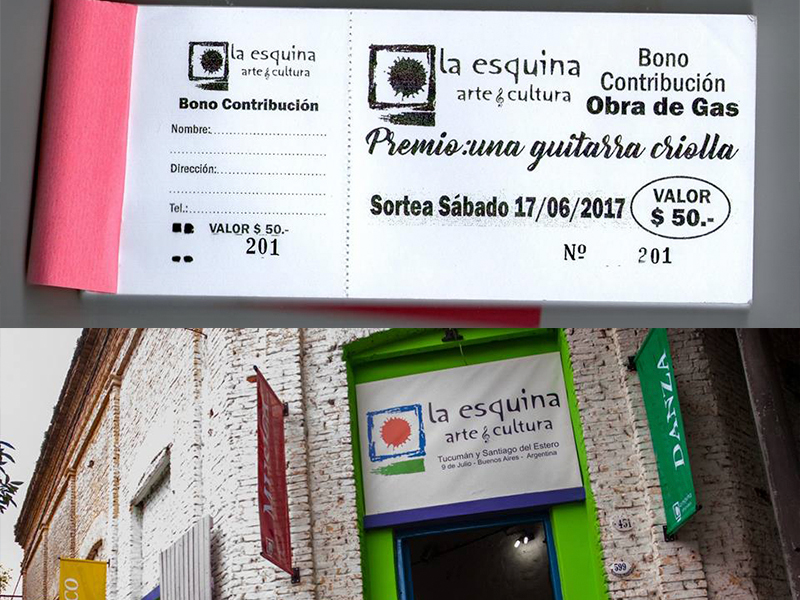 la esquina
arte & cultura
Bono Contribución
Nombre:
Dirección:
Tel.:
VALOR $ 50.-
201
la esquina
arte & cultura
Bono
Contribución
Obra de Gas
Premio:una guitarra criolla
Sortea Sábado 17/06/2017
VALOR
$ 50.-
Nº 201
la esquina
arte & cultura
Tucumán y Santiago del Estero
9 de Julio - Buenos Aires - Argentina
DANZA
451
599
CO